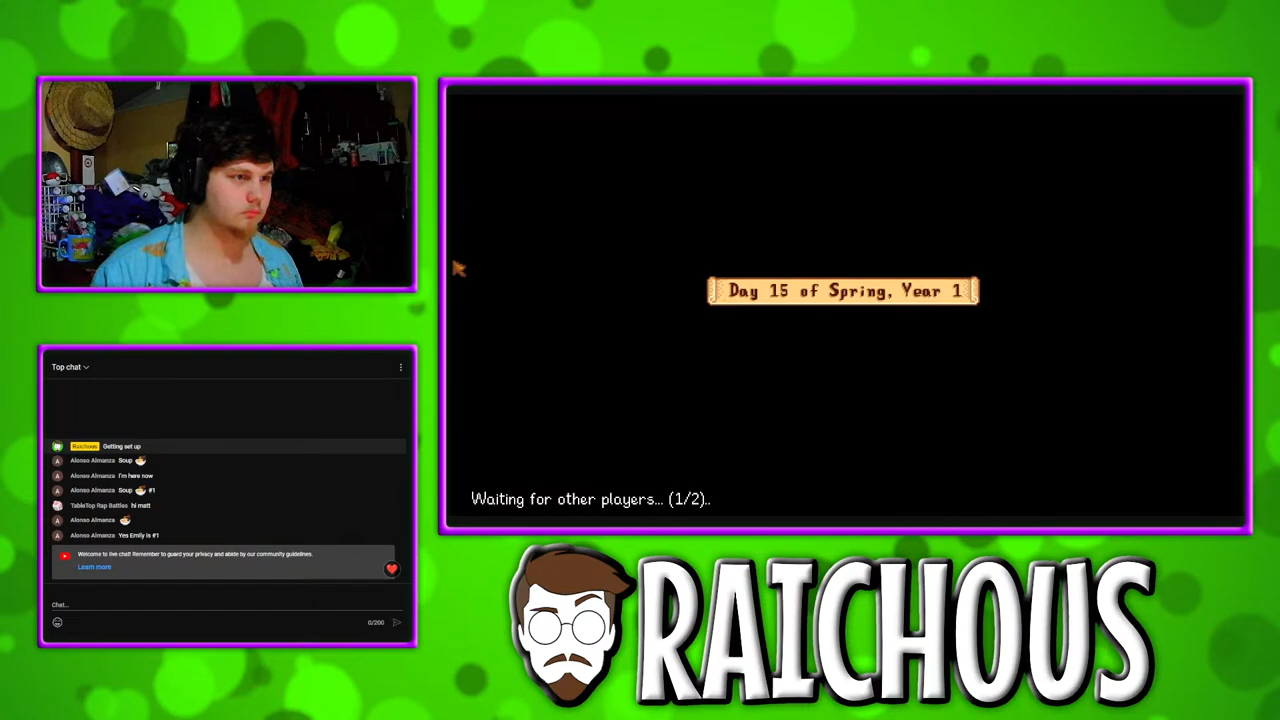 Day 15 of Spring, Year 1
Waiting for other players... (1/2)..
Top chat
Raichous Getting set up
Alonso Almanza Soup
Alonso Almanza I'm here now
Alonso Almanza Soup #1
TableTop Rap Battles hi matt
Alonso Almanza
Alonso Almanza Yes Emily is #1
Welcome to live chat! Remember to guard your privacy and abide by our community guidelines.
Learn more
Chat...
0/200
RAICHOUS